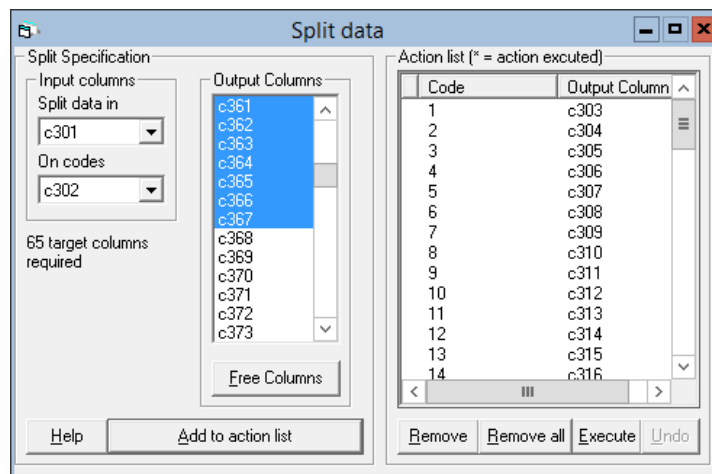 Split data
Split Specification
Input columns
Split data in
c301
On codes
c302
65 target columns
required
Output Columns
c361
c362
c363
c364
c365
c366
c367
c368
c369
c370
c371
c372
c373
Free Columns
Help
Add to action list
Action list (* = action excuted)
Code Output Column
1 c303
2 c304
3 c305
4 c306
5 c307
6 c308
7 c309
8 c310
9 c311
10 c312
11 c313
12 c314
13 c315
14 c316
Remove Remove all Execute Undo